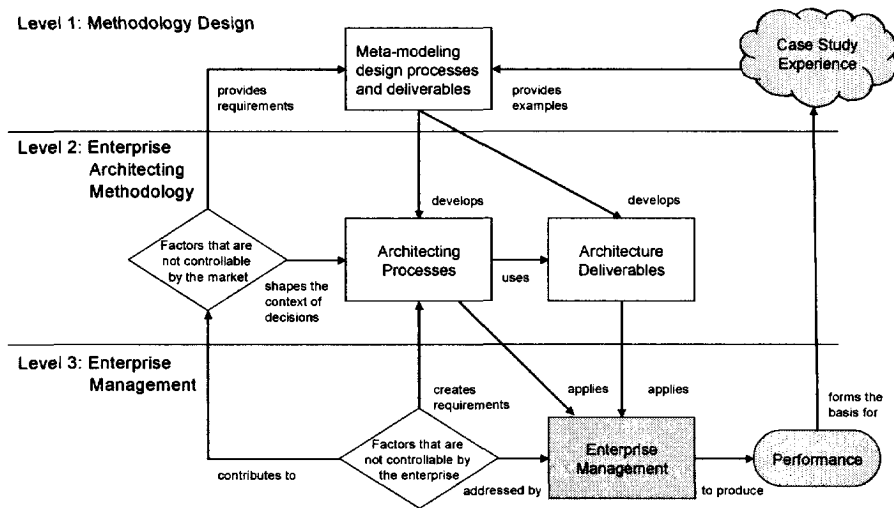 Level 1: Methodology Design
Meta-modeling
design processes
and deliverables
Case Study
Experience
provides
requirements
provides
examples
Level 2: Enterprise
Architecting
Methodology
develops
develops
Factors that are
not controllable
by the market
Architecting
Processes
Architecture
Deliverables
shapes the
context of
decisions
uses
Level 3: Enterprise
Management
creates
requirements
applies
applies
forms the
basis for
Factors that are
not controllable by
the enterprise
Enterprise
Management
Performance
contributes to
addressed by
to produce